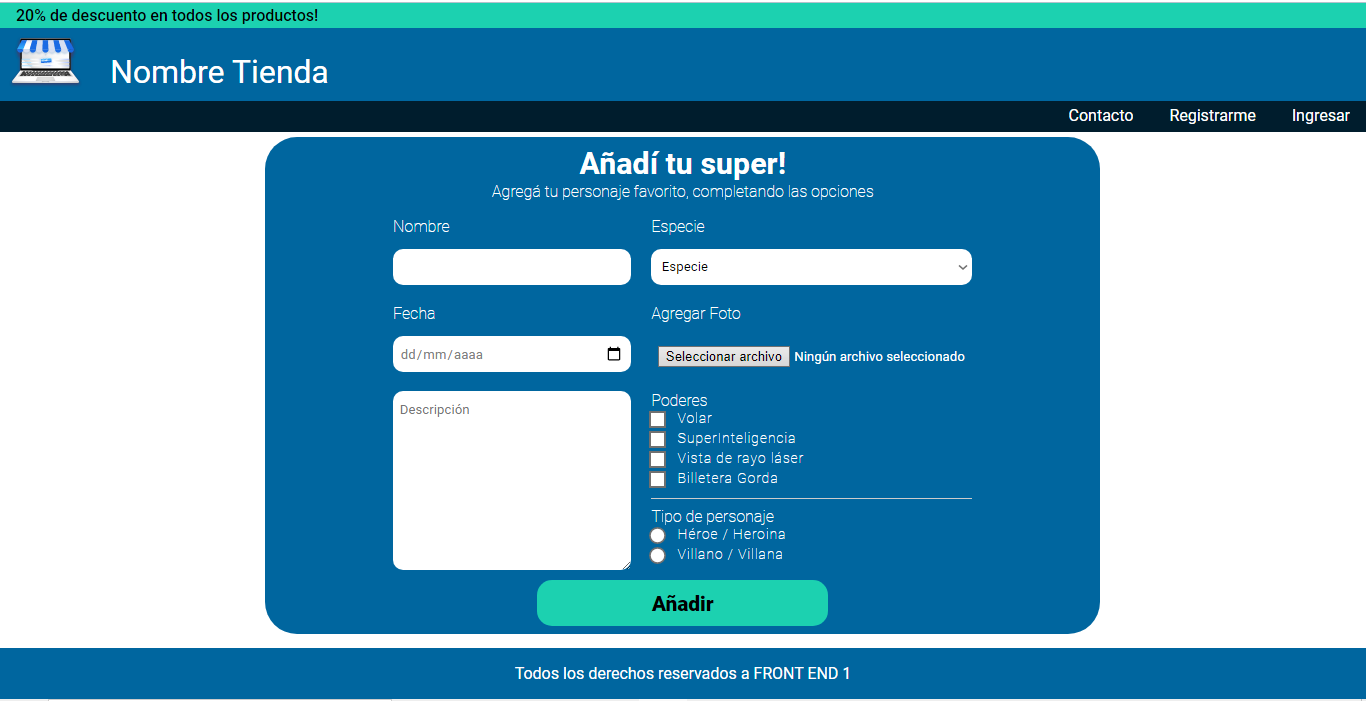 20% de descuento en todos los productos!
Nombre Tienda
Contacto Registrarme Ingresar
Añadí tu super!
Agregá tu personaje favorito, completando las opciones
Nombre
Especie
Especie
Fecha
Agregar Foto
dd/mm/aaaa
Seleccionar archivo Ningún archivo seleccionado
Descripción
Poderes
Volar
SuperInteligencia
Vista de rayo láser
Billetera Gorda
Tipo de personaje
Héroe / Heroina
Villano / Villana
Añadir
Todos los derechos reservados a FRONT END 1